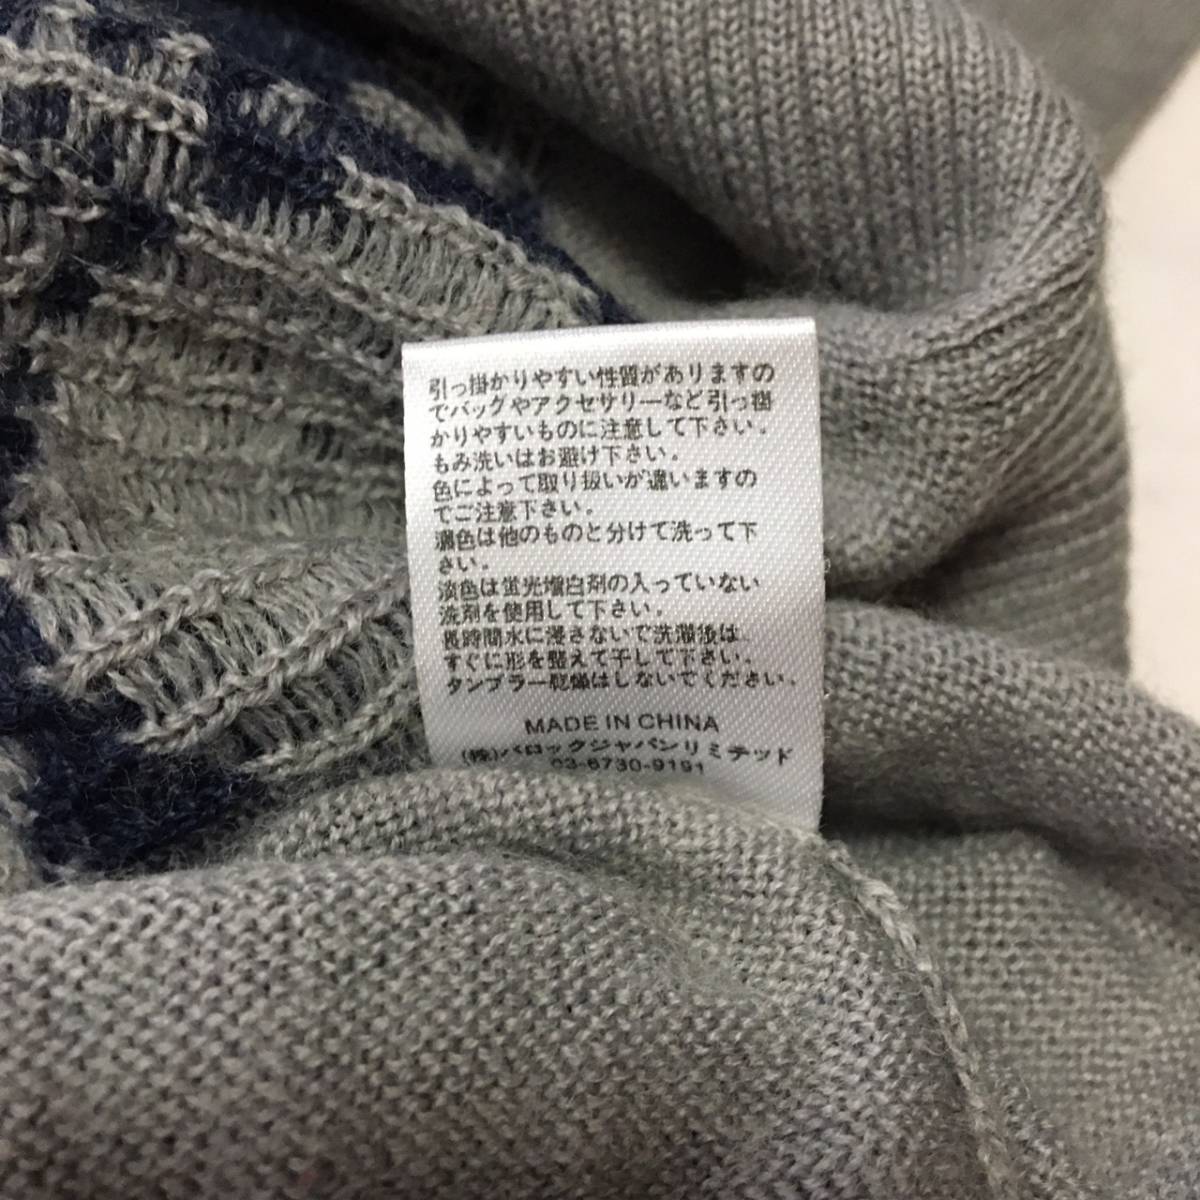 引っ掛かりやすい性質がありますの
でバッグやアクセサリーなど引っ掛
かりやすいものに注意して下さい.
もみ洗いはお避け下さい.
色によって取り扱いが違いますの
でご注意下さい.
濃色は他のものと分けて洗って下
さい.
淡色は蛍光増白剤の入っていない
洗剤を使用して下さい.
長時間水に浸さないで洗濯後は
すぐに形を整えて干して下さい.
タンブラー乾燥はしないでください.
MADE IN CHINA
(株)バロックジャパンリミテッド
03-6730-9191